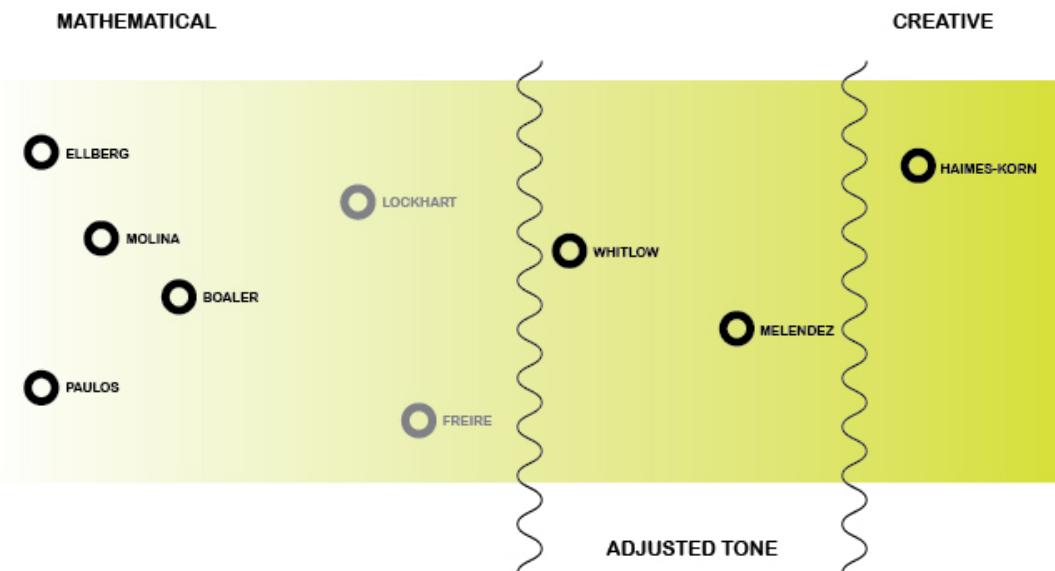 MATHEMATICAL
CREATIVE
ELLBERG
HAIMES-KORN
LOCKHART
MOLINA
WHITLOW
BOALER
MELENDEZ
PAULOS
FREIRE
ADJUSTED TONE